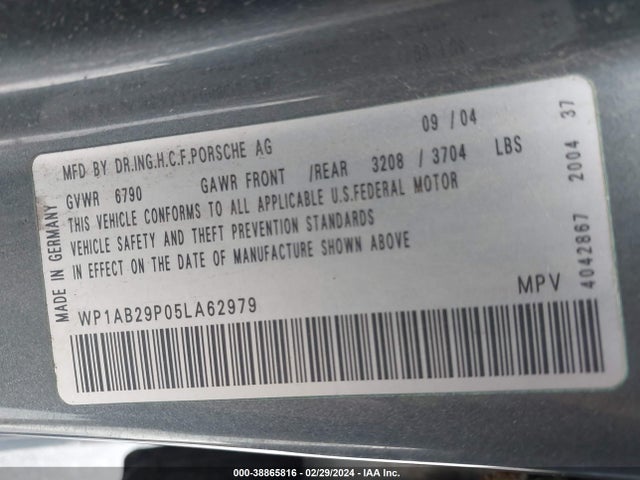 MFD BY DR.ING.H.C.F.PORSCHE AG 09/04
GVWR 6790 GAWR FRONT /REAR 3208 / 3704 LBS
THIS VEHICLE CONFORMS TO ALL APPLICABLE U.S.FEDERAL MOTOR
VEHICLE SAFETY AND THEFT PREVENTION STANDARDS
IN EFFECT ON THE DATE OF MANUFACTURE SHOWN ABOVE
WP1AB29P05LA62979 MPV
MADE IN GERMANY
4042867 2004 37
000-38865816 - 02/29/2024 - IAA Inc.